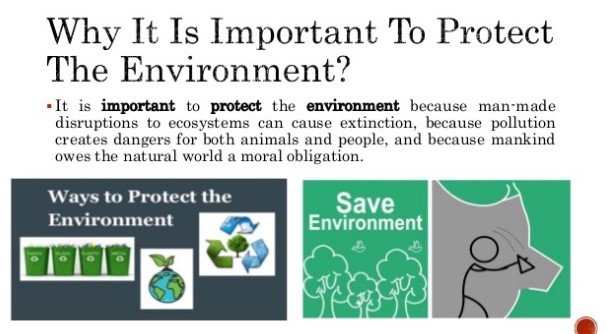 Why It Is Important To Protect
The Environment?
▪ It is important to protect the environment because man-made
disruptions to ecosystems can cause extinction, because pollution
creates dangers for both animals and people, and because mankind
owes the natural world a moral obligation.
Ways to Protect the
Environment
Save
Environment